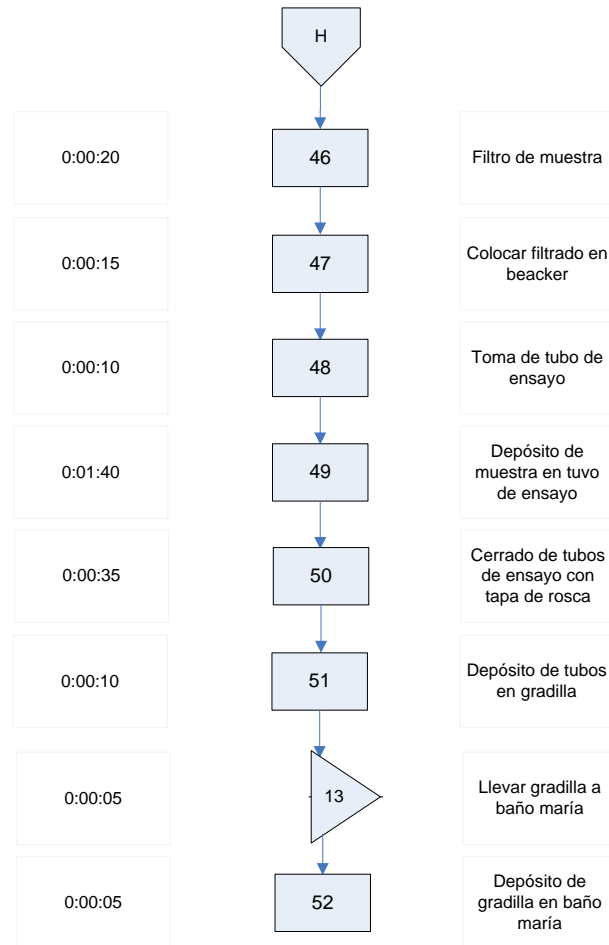 H
0:00:20
46
Filtro de muestra
0:00:15
47
Colocar filtrado en
beacker
0:00:10
48
Toma de tubo de
ensayo
0:01:40
49
Depósito de
muestra en tuvo
de ensayo
0:00:35
50
Cerrado de tubos
de ensayo con
tapa de rosca
0:00:10
51
Depósito de tubos
en gradilla
0:00:05
13
Llevar gradilla a
baño maría
0:00:05
52
Depósito de
gradilla en baño
maría